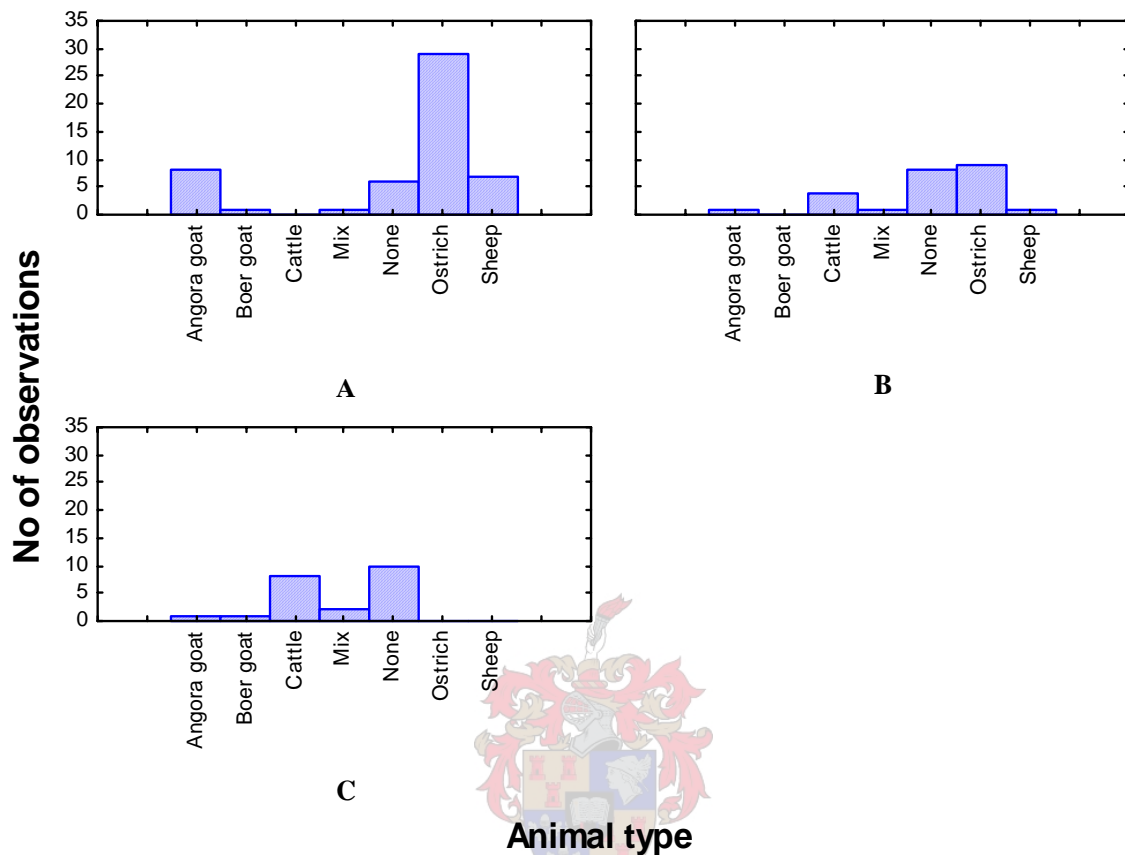 No of observations
35
30
25
20
15
10
5
0
Angora goat
Boer goat
Cattle
Mix
None
Ostrich
Sheep
A
Angora goat
Boer goat
Cattle
Mix
None
Ostrich
Sheep
B
35
30
25
20
15
10
5
0
Angora goat
Boer goat
Cattle
Mix
None
Ostrich
Sheep
C
Animal type